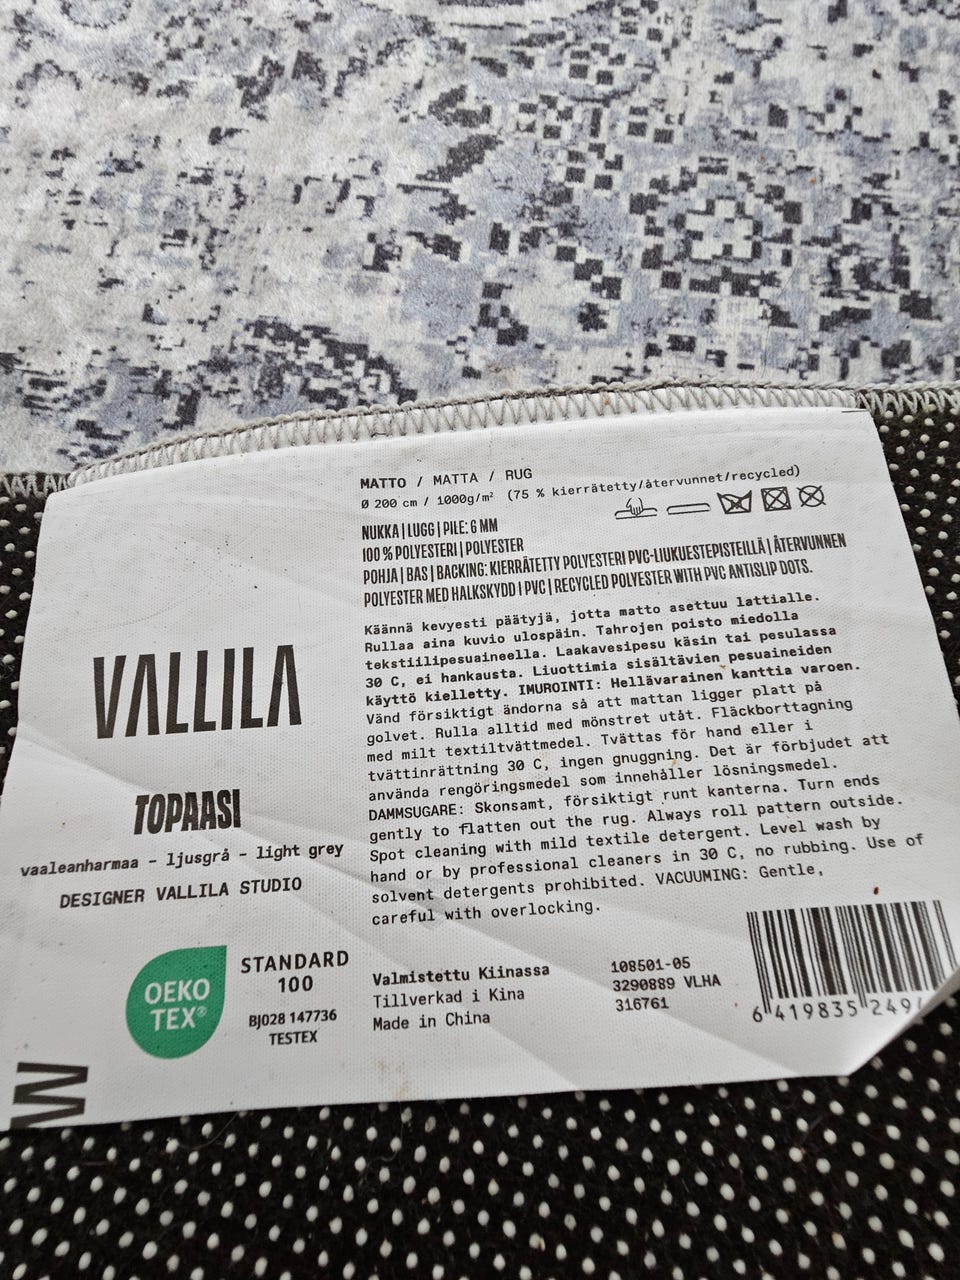 MATTO / MATTA / RUG
Ø 200 cm / 1000g/m² (75 % kierrätetty/återvunnet/recycled)
NUKKA | LUGG | PILE: 6 MM
100 % POLYESTERI | POLYESTER
POHJA | BAS | BACKING: KIERRÄTETTY POLYESTERI PVC-LIUKUESTEPISTEILLÄ | ÅTERVUNNEN
POLYESTER MED HALKSKYDD I PVC | RECYCLED POLYESTER WITH PVC ANTISLIP DOTS.
Käännä kevyesti päätyjä, jotta matto asettuu lattialle.
Rullaa aina kuvio ulospäin. Tahrojen poisto miedolla
tekstiilipesuaineella. Laakavesipesu käsin tai pesulassa
30 C, ei hankausta. Liuottimia sisältävien pesuaineiden
käyttö kielletty. IMUROINTI: Hellävarainen kanttia varoen.
Vänd försiktigt ändorna så att mattan ligger platt på
golvet. Rulla alltid med mönstret utåt. Fläckborttagning
med milt textiltvättmedel. Tvättas för hand eller i
tvättinrättning 30 C, ingen gnuggning. Det är förbjudet att
använda rengöringsmedel som innehåller lösningsmedel.
DAMMSUGARE: Skonsamt, försiktigt runt kanterna. Turn ends
gently to flatten out the rug. Always roll pattern outside.
Spot cleaning with mild textile detergent. Level wash by
hand or by professional cleaners in 30 C, no rubbing. Use of
solvent detergents prohibited. VACUUMING: Gentle,
careful with overlocking.
VALLILA
TOPAASI
vaaleanharmaa - ljusgrå - light grey
DESIGNER VALLILA STUDIO
OEKO
TEX®
STANDARD
100
BJ028 147736
TESTEX
Valmistettu Kiinassa
Tillverkad i Kina
Made in China
108501-05
3290889 VLHA
316761
6 419835 249
W